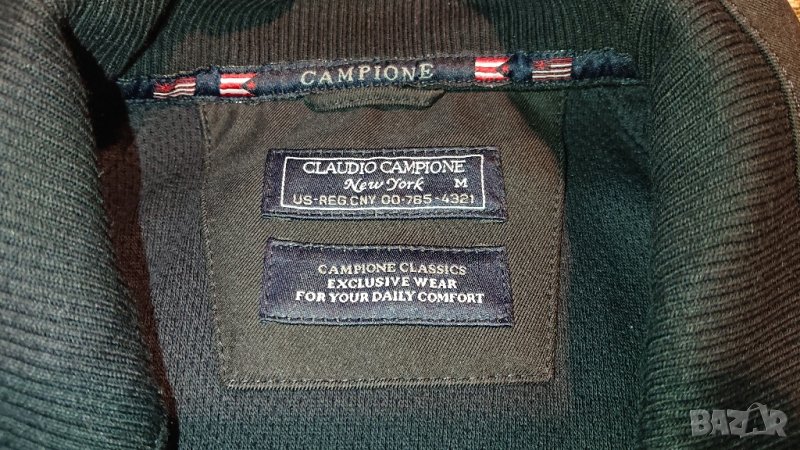 CAMPIONE
CLAUDIO CAMPIONE
New York M
US-REG.CNY 00-785-4321
CAMPIONE CLASSICS
EXCLUSIVE WEAR
FOR YOUR DAILY COMFORT
BAZAR